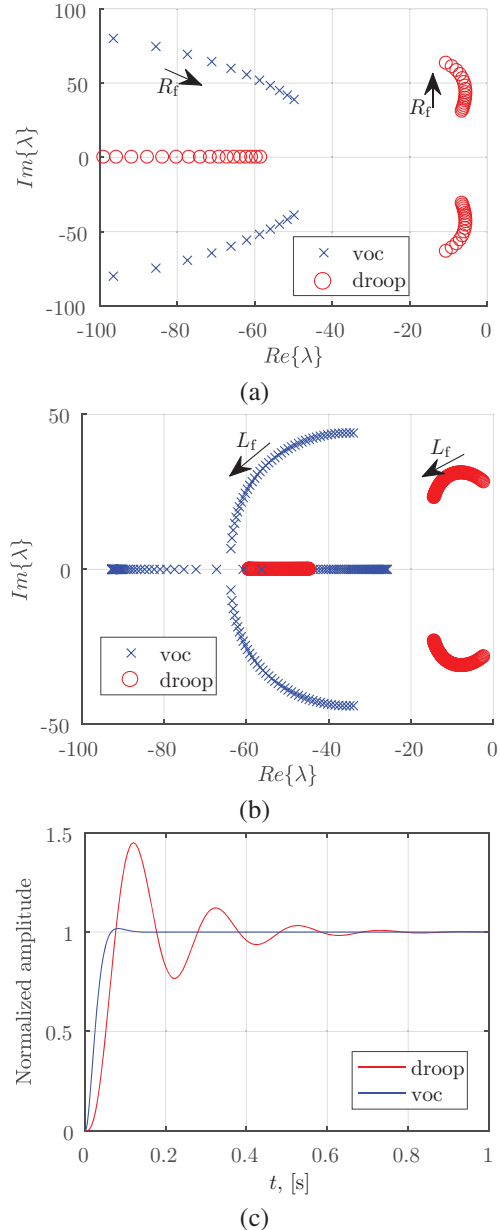 100
50
0
-50
-100
Im{λ}
R_f
R_f
voc
droop
-100 -80 -60 -40 -20 0
Re{λ}
(a)
50
0
-50
Im{λ}
L_f
L_f
voc
droop
-100 -80 -60 -40 -20 0
Re{λ}
(b)
1.5
1
0.5
0
Normalized amplitude
droop
voc
0 0.2 0.4 0.6 0.8 1
t, [s]
(c)